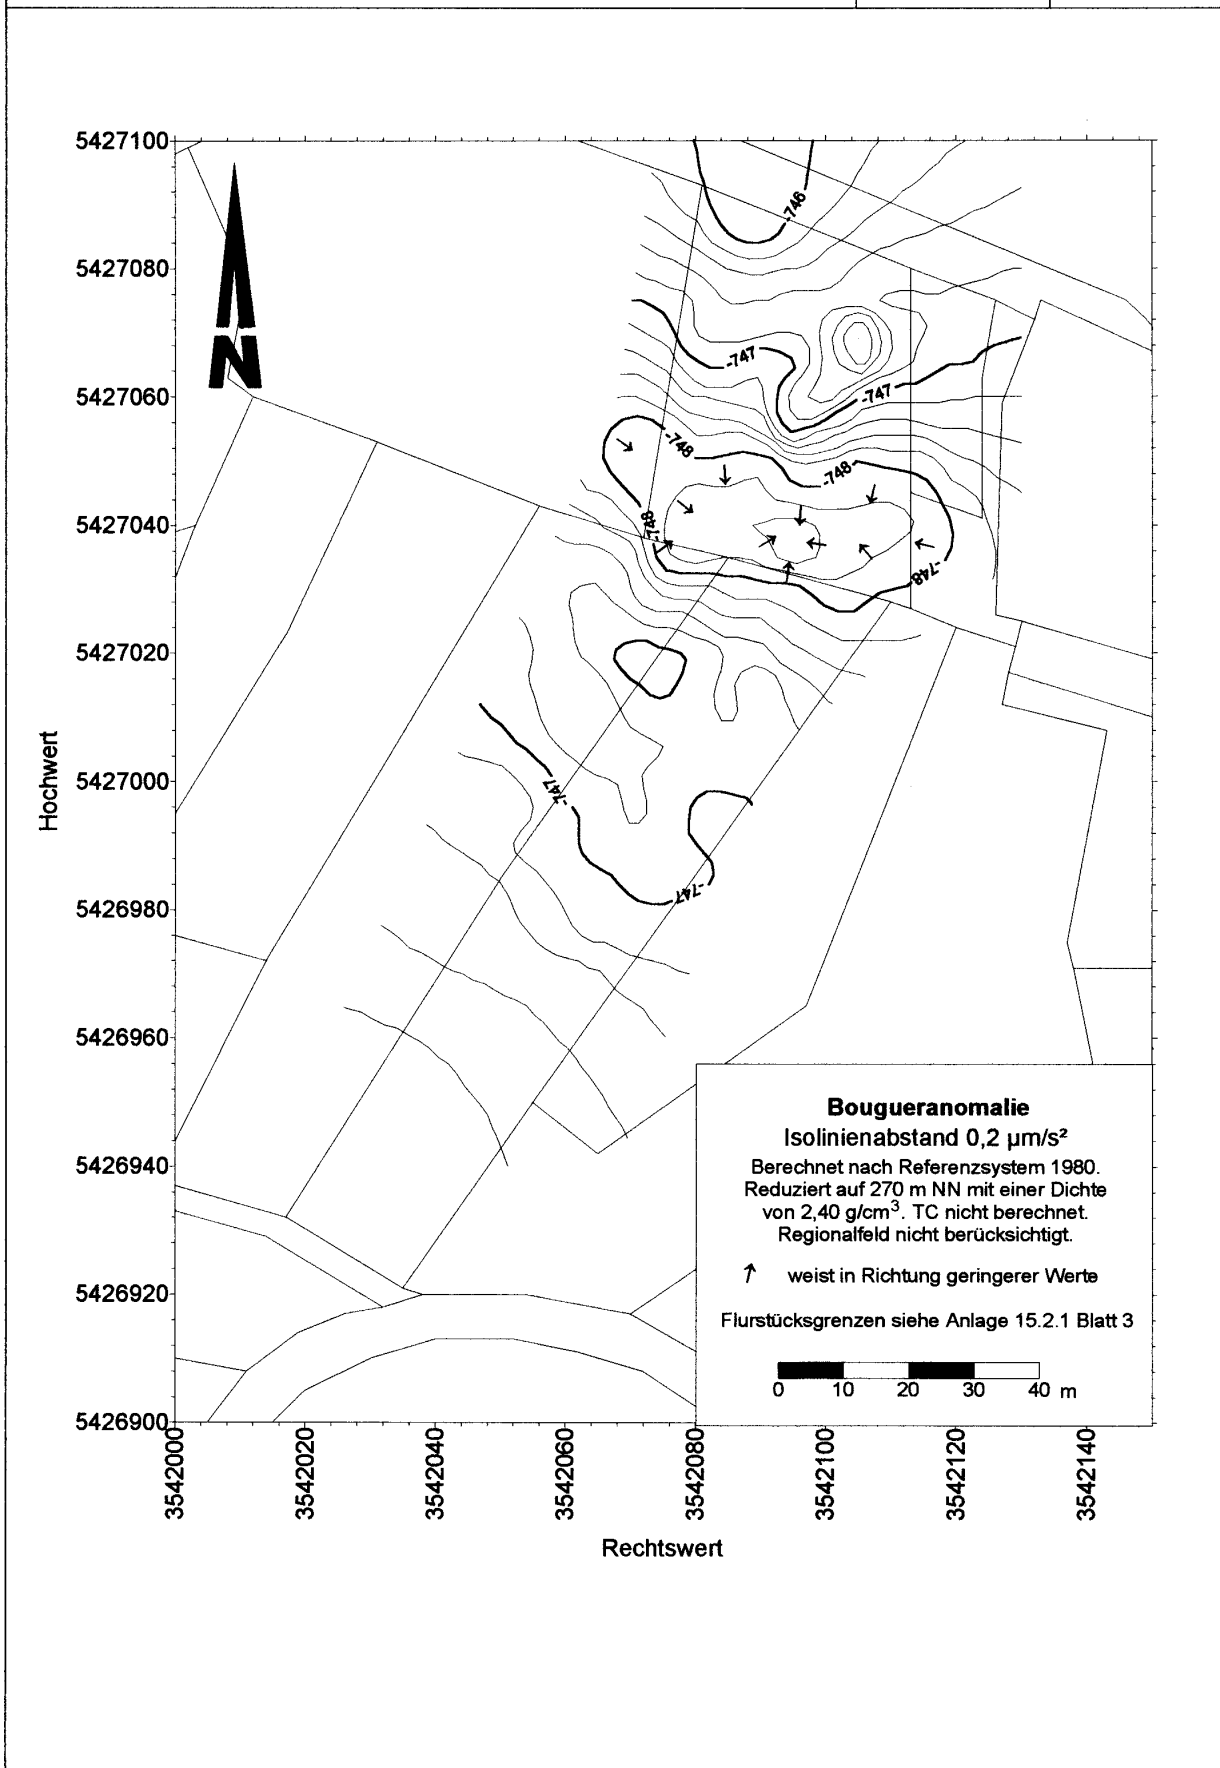 5427100
5427080
5427060
5427040
5427020
5427000
5426980
5426960
5426940
5426920
5426900
Hochwert
N
-746
-747
-747
-748
-748
-748
-748
-747
-747
Bougueranomalie
Isolinienabstand 0,2 µm/s²
Berechnet nach Referenzsystem 1980.
Reduziert auf 270 m NN mit einer Dichte
von 2,40 g/cm³. TC nicht berechnet.
Regionalfeld nicht berücksichtigt.
weist in Richtung geringerer Werte
Flurstücksgrenzen siehe Anlage 15.2.1 Blatt 3
0 10 20 30 40 m
3542000
3542020
3542040
3542060
3542080
3542100
3542120
3542140
Rechtswert